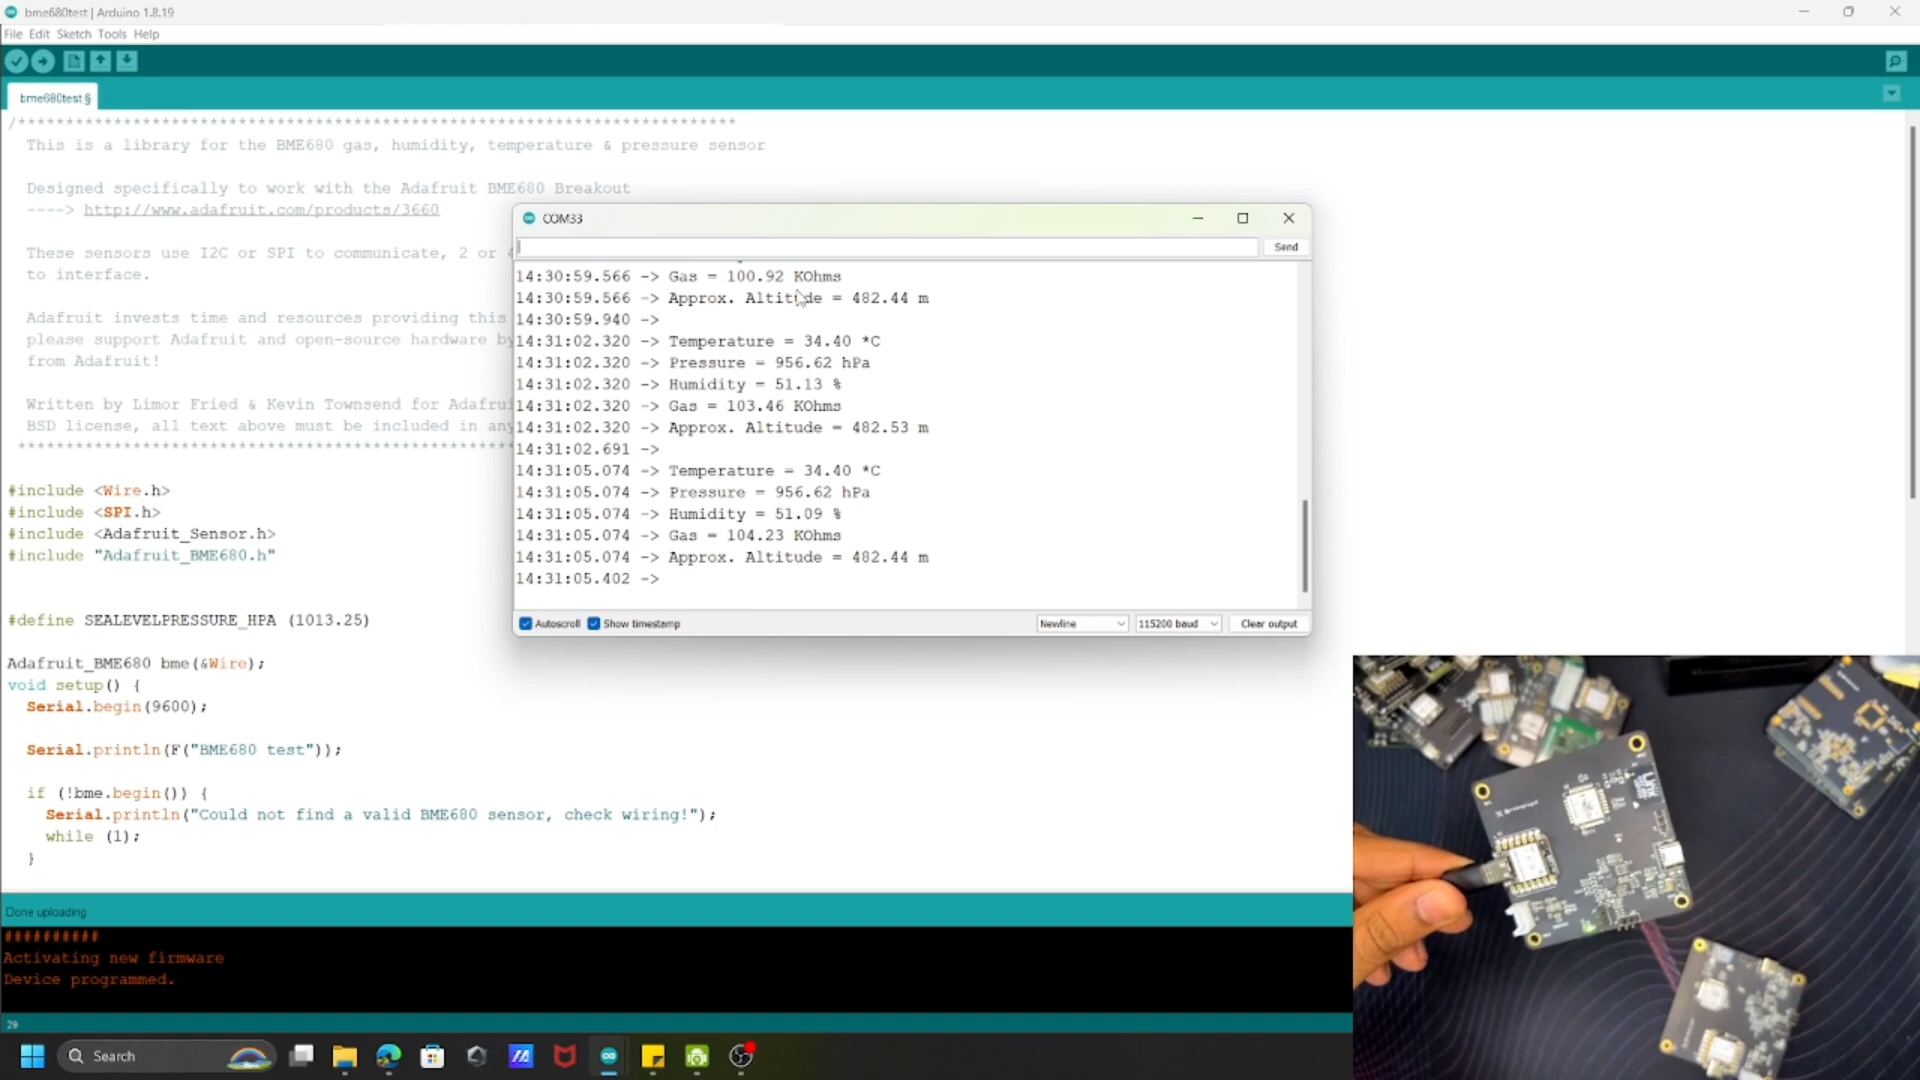 bme680test | Arduino 1.8.19
File Edit Sketch Tools Help
bme680test §
/***************************************************************************
This is a library for the BME680 gas, humidity, temperature & pressure sensor
Designed specifically to work with the Adafruit BME680 Breakout
----> http://www.adafruit.com/products/3660
These sensors use I2C or SPI to communicate, 2 or 4
to interface.
Adafruit invests time and resources providing this
please support Adafruit and open-source hardware by
from Adafruit!
Written by Limor Fried & Kevin Townsend for Adafrui
BSD license, all text above must be included in any
#include <Wire.h>
#include <SPI.h>
#include <Adafruit_Sensor.h>
#include "Adafruit_BME680.h"
#define SEALEVELPRESSURE_HPA (1013.25)
Adafruit_BME680 bme(&Wire);
void setup() {
Serial.begin(9600);
Serial.println(F("BME680 test"));
if (!bme.begin()) {
Serial.println("Could not find a valid BME680 sensor, check wiring!");
while (1);
}
COM33
Send
14:30:59.566 -> Gas = 100.92 KOhms
14:30:59.566 -> Approx. Altitude = 482.44 m
14:30:59.940 ->
14:31:02.320 -> Temperature = 34.40 *C
14:31:02.320 -> Pressure = 956.62 hPa
14:31:02.320 -> Humidity = 51.13 %
14:31:02.320 -> Gas = 103.46 KOhms
14:31:02.320 -> Approx. Altitude = 482.53 m
14:31:02.691 ->
14:31:05.074 -> Temperature = 34.40 *C
14:31:05.074 -> Pressure = 956.62 hPa
14:31:05.074 -> Humidity = 51.09 %
14:31:05.074 -> Gas = 104.23 KOhms
14:31:05.074 -> Approx. Altitude = 482.44 m
14:31:05.402 ->
Autoscroll Show timestamp Newline 115200 baud Clear output
Done uploading.
##########
Activating new firmware
Device programmed.
29
Search